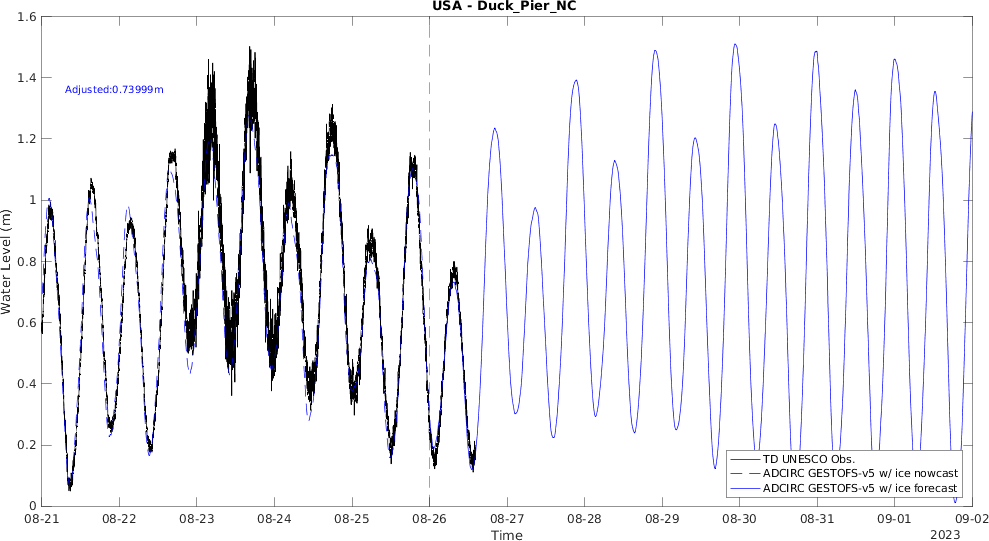 USA - Duck_Pier_NC
1.6
1.4
1.2
1
0.8
0.6
0.4
0.2
0
Water Level (m)
Adjusted:0.73999m
TD UNESCO Obs.
ADCIRC GESTOFS-v5 w/ ice nowcast
ADCIRC GESTOFS-v5 w/ ice forecast
08-21 08-22 08-23 08-24 08-25 08-26 08-27 08-28 08-29 08-30 08-31 09-01 09-02
Time
2023